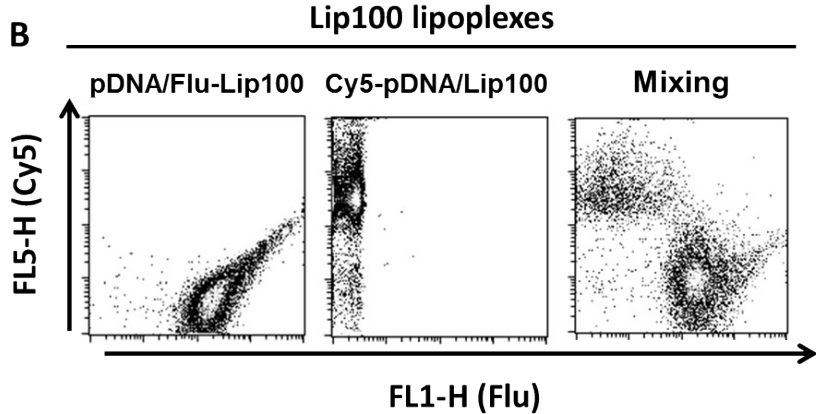 B
Lip100 lipoplexes
pDNA/Flu-Lip100 Cy5-pDNA/Lip100 Mixing
FL5-H (Cy5)
FL1-H (Flu)